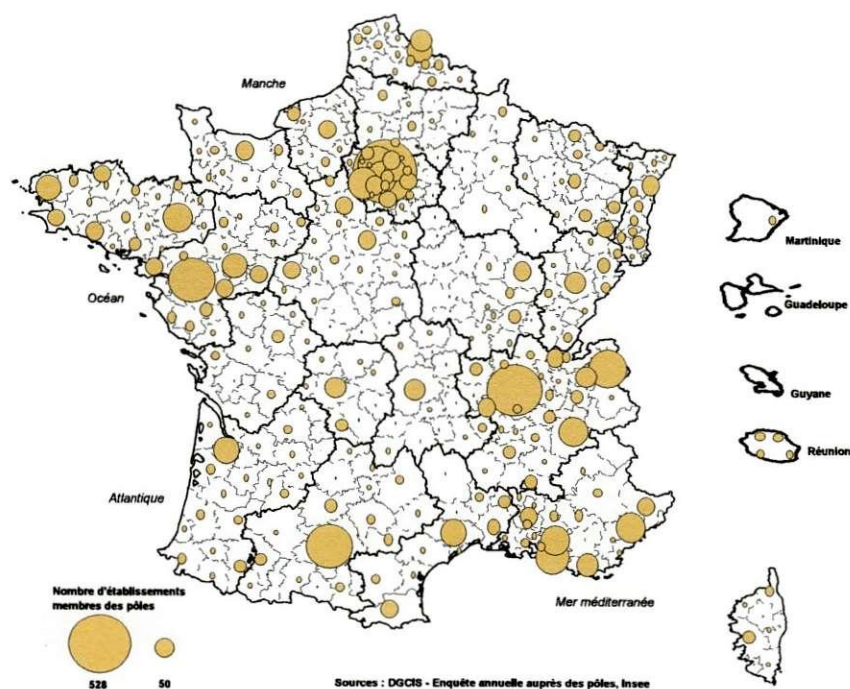 Manche
Martinique
Océan
Guadeloupe
Guyane
Réunion
Atlantique
Nombre d'établissements
membres des pôles
Mer méditerranée
528
50
Sources : DGCIS - Enquête annuelle auprès des pôles, Insee